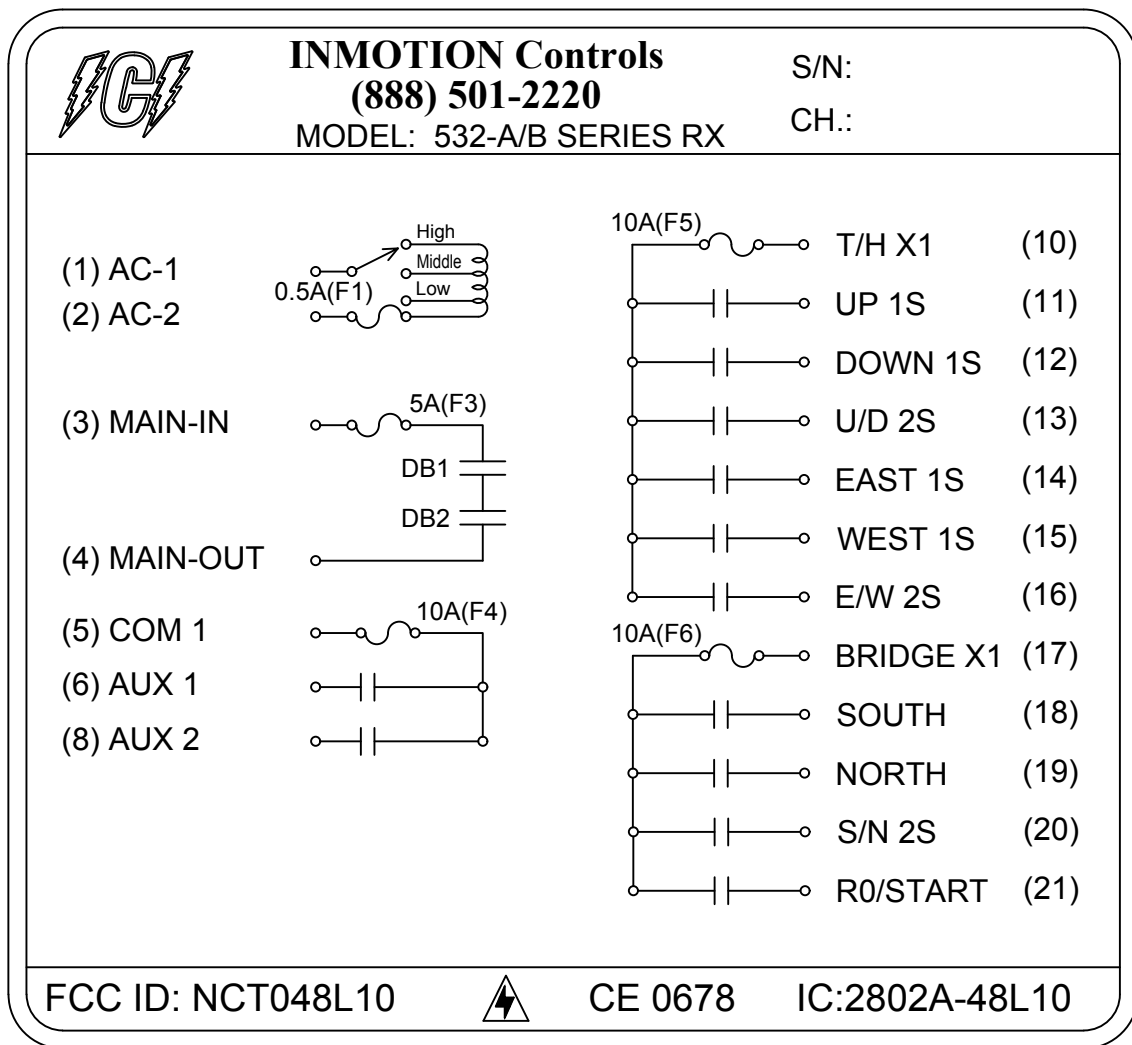 ICI
INMOTION Controls
(888) 501-2220
MODEL: 532-A/B SERIES RX
S/N:
CH.:
(1) AC-1
(2) AC-2
0.5A(F1)
High
Middle
Low
(3) MAIN-IN
5A(F3)
DB1
DB2
(4) MAIN-OUT
(5) COM 1
10A(F4)
(6) AUX 1
(8) AUX 2
10A(F5)
T/H X1 (10)
UP 1S (11)
DOWN 1S (12)
U/D 2S (13)
EAST 1S (14)
WEST 1S (15)
E/W 2S (16)
10A(F6)
BRIDGE X1 (17)
SOUTH (18)
NORTH (19)
S/N 2S (20)
R0/START (21)
FCC ID: NCT048L10 CE 0678 IC:2802A-48L10